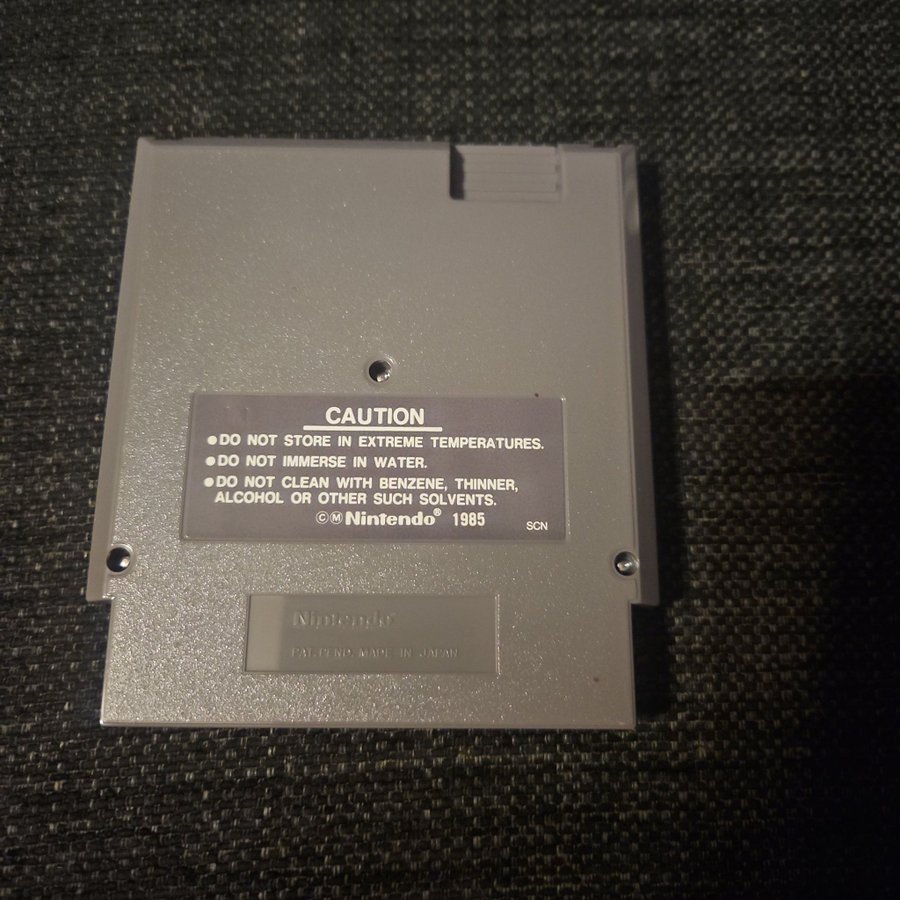 CAUTION
●DO NOT STORE IN EXTREME TEMPERATURES.
●DO NOT IMMERSE IN WATER.
●DO NOT CLEAN WITH BENZENE, THINNER,
ALCOHOL OR OTHER SUCH SOLVENTS.
©Ⓜ Nintendo® 1985
SCN
Nintendo®
PAT. PEND. MADE IN JAPAN